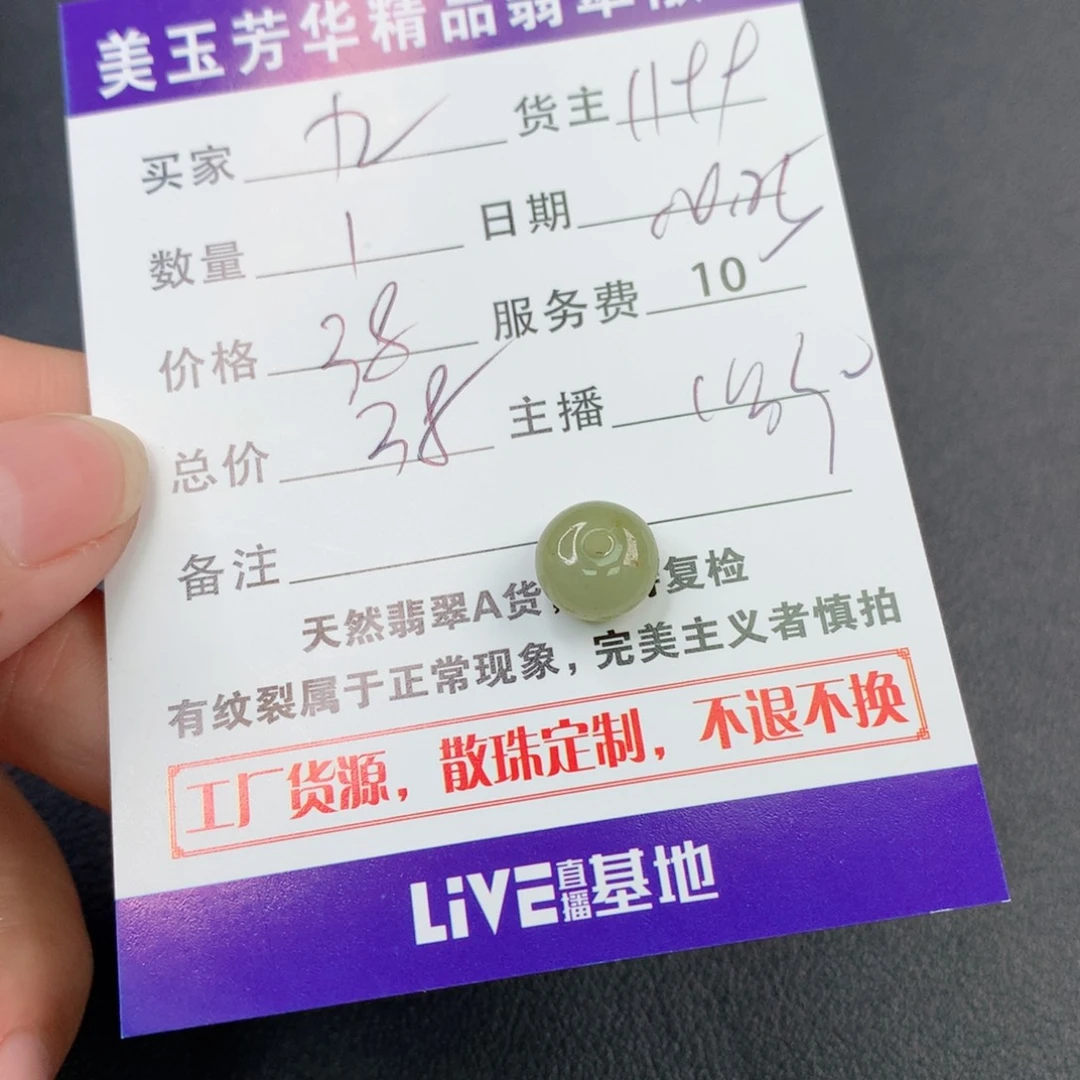 美玉芳华精品翡翠
买家 货主
数量 1 日期
价格 38 服务费 10
总价 38 主播
备注
天然翡翠A货 复检
有纹裂属于正常现象，完美主义者慎拍
工厂货源，散珠定制，不退不换
LiVE直播基地